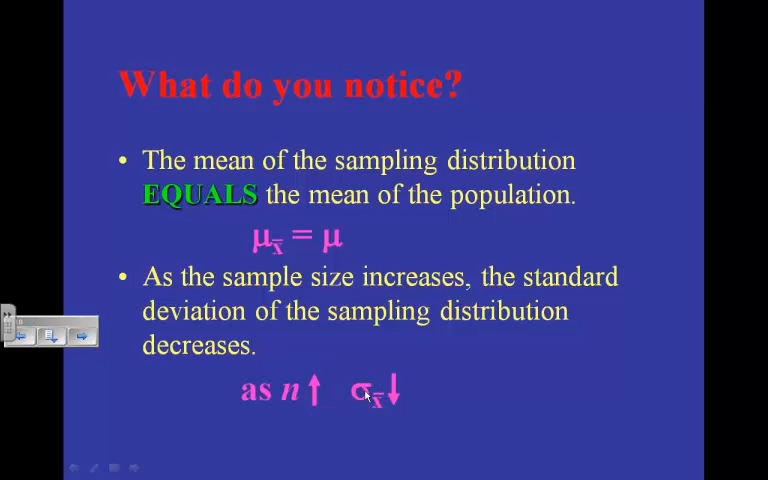 What do you notice?
• The mean of the sampling distribution
EQUALS the mean of the population.
μx̄ = μ
• As the sample size increases, the standard
deviation of the sampling distribution
decreases.
as n↑ σx̄↓